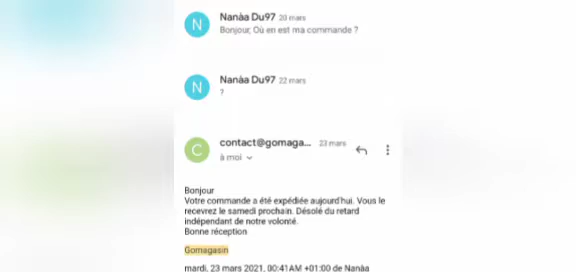 N
Nanàa Du97 20 mars
Bonjour, Où en est ma commande ?
N
Nanàa Du97 22 mars
?
C
contact@gomaga... 23 mars
à moi
Bonjour
Votre commande a été expédiée aujourd'hui. Vous le
recevrez le samedi prochain. Désolé du retard
indépendant de notre volonté.
Bonne réception
Gomagasin
mardi, 23 mars 2021, 00:41AM +01:00 de Nanàa